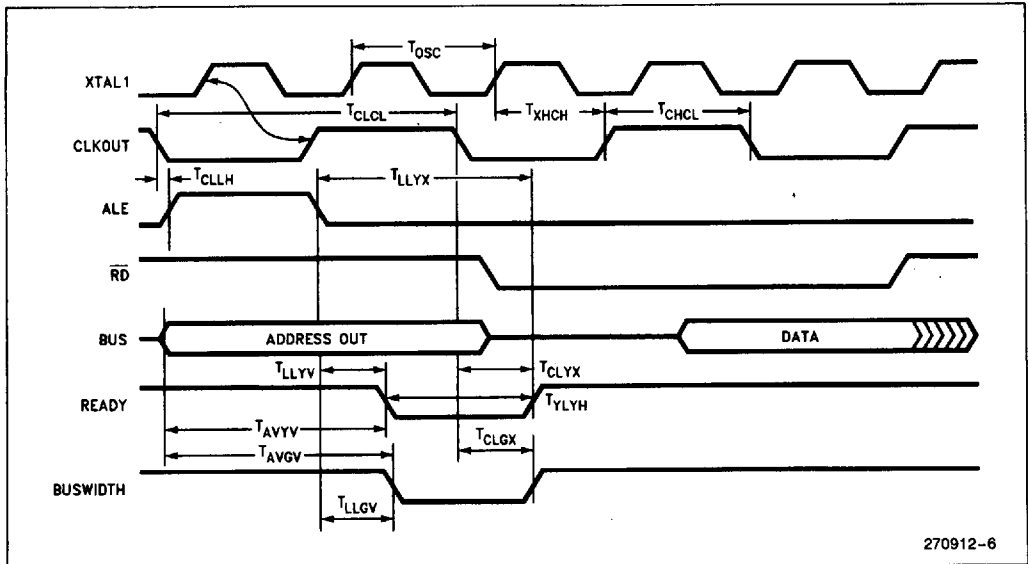 T_OSC
XTAL1
T_CLCL
T_XHCH
T_CHCL
CLKOUT
T_CLLH
T_LLYX
ALE
RD
BUS
ADDRESS OUT
DATA
T_LLYV
T_CLYX
READY
T_YLYH
T_AVYV
T_CLGX
T_AVGV
BUSWIDTH
T_LLGV
270912-6